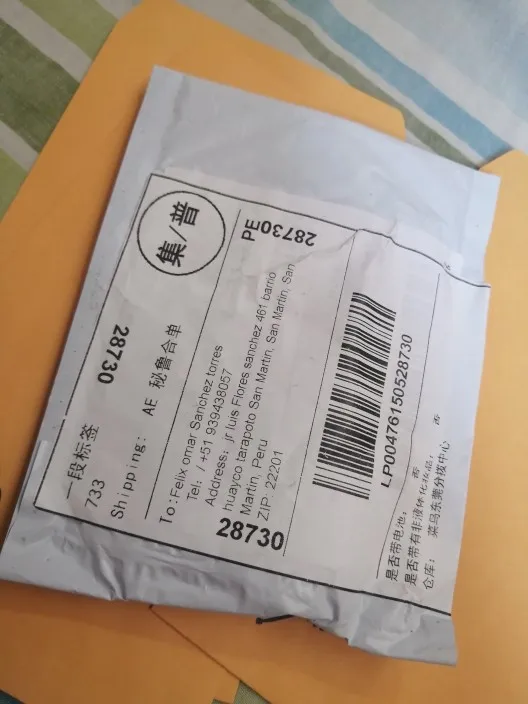 一段标签
733
28730
集/普
Shipping: AE 秘鲁合单
To:Felix omar Sanchez torres
Tel: / +51 939438057
Address: jr luis Flores sanchez 461 barrio
huayco tarapoto San Martin, San Martin, San
Martin, Peru
ZIP: 22201
28730
PE
28730
LP00476150528730
是否带电池: 否
是否带有非液体化妆品: 否
仓库: 菜鸟东莞分拨中心